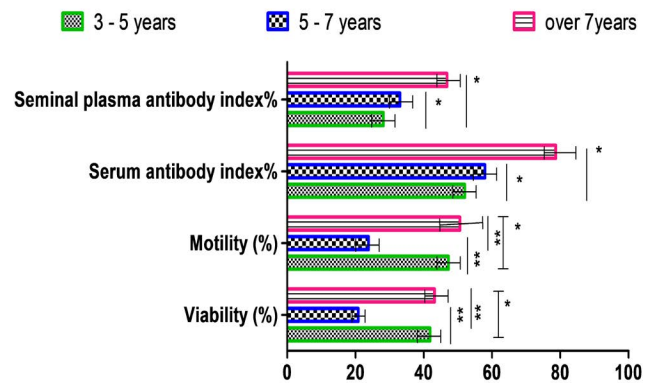 3 - 5 years 5 - 7 years over 7years
Seminal plasma antibody index% *
*
Serum antibody index% *
*
Motility (%) ** *
**
Viability (%) ** ** *
0 20 40 60 80 100